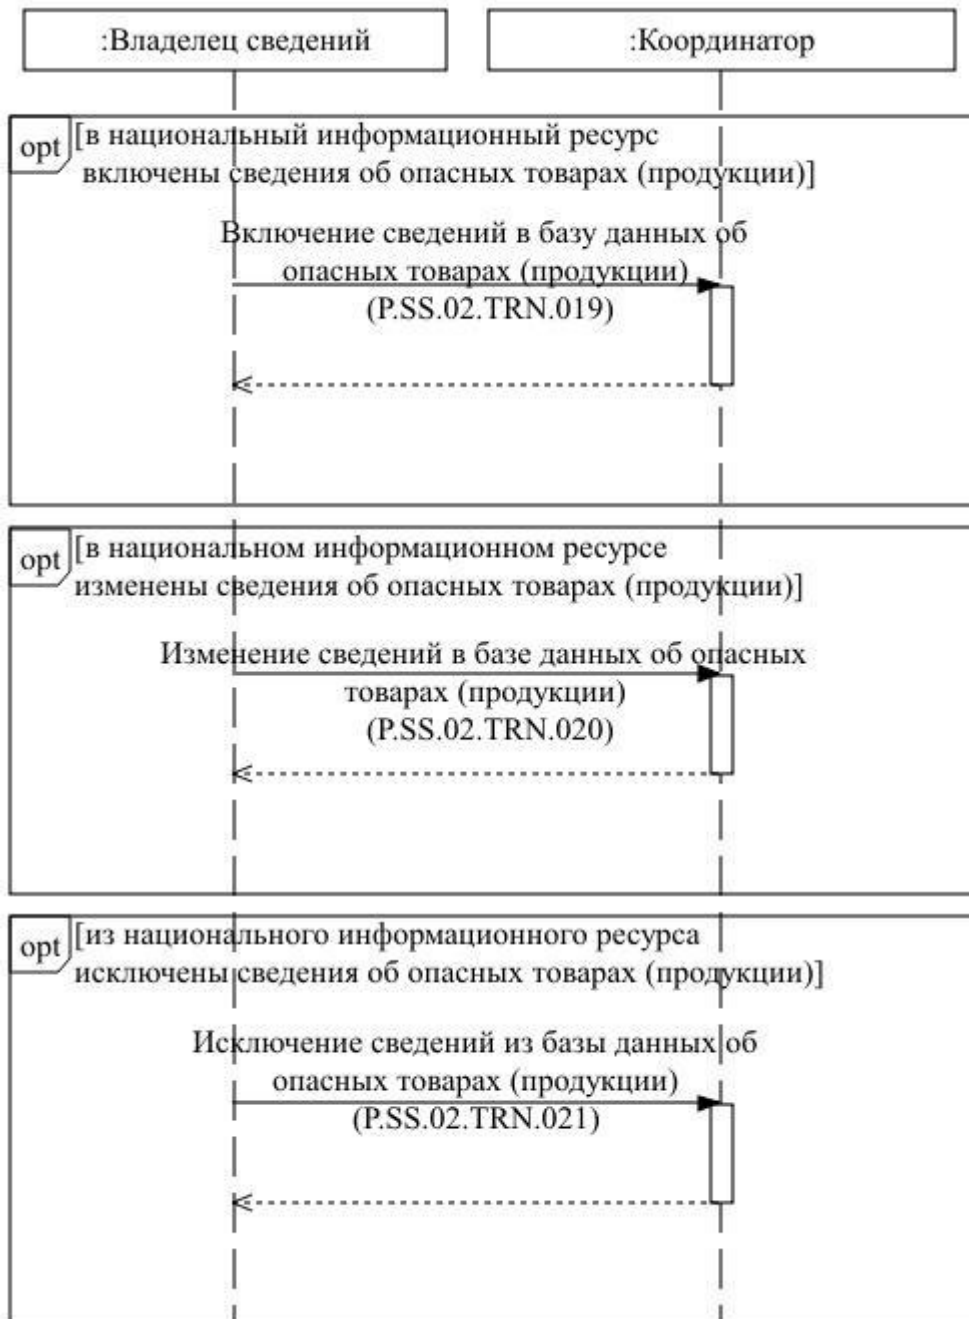 :Владелец сведений
:Координатор
opt
[в национальный информационный ресурс
включены сведения об опасных товарах (продукции)]
Включение сведений в базу данных об
опасных товарах (продукции)
(P.SS.02.TRN.019)
opt
[в национальном информационном ресурсе
изменены сведения об опасных товарах (продукции)]
Изменение сведений в базе данных об опасных
товарах (продукции)
(P.SS.02.TRN.020)
opt
[из национального информационного ресурса
исключены сведения об опасных товарах (продукции)]
Исключение сведений из базы данных об
опасных товарах (продукции)
(P.SS.02.TRN.021)